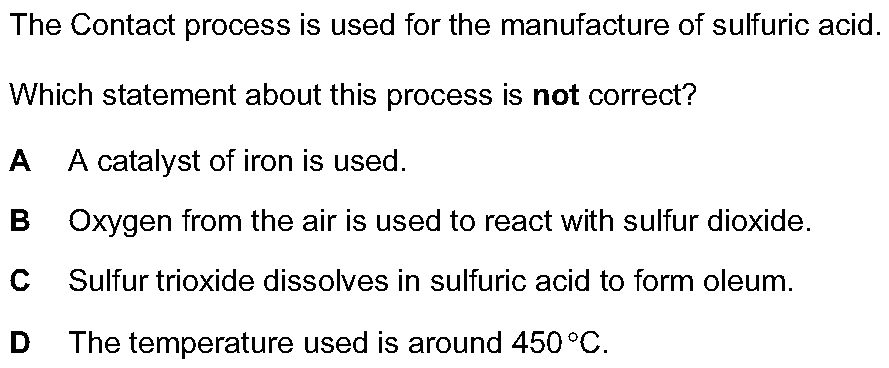 The Contact process is used for the manufacture of sulfuric acid.
Which statement about this process is not correct?
A A catalyst of iron is used.
B Oxygen from the air is used to react with sulfur dioxide.
C Sulfur trioxide dissolves in sulfuric acid to form oleum.
D The temperature used is around 450 °C.